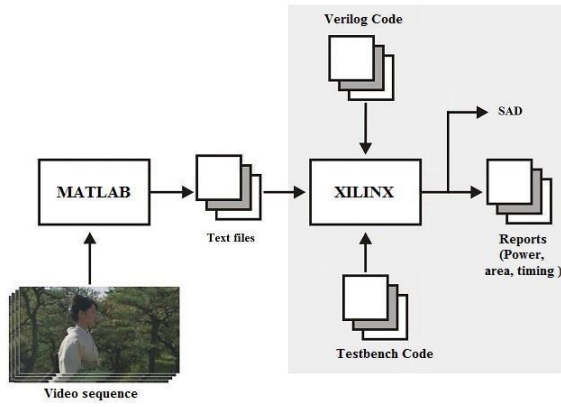 Verilog Code
SAD
MATLAB
XILINX
Text files
Reports
(Power,
area, timing )
Testbench Code
Video sequence